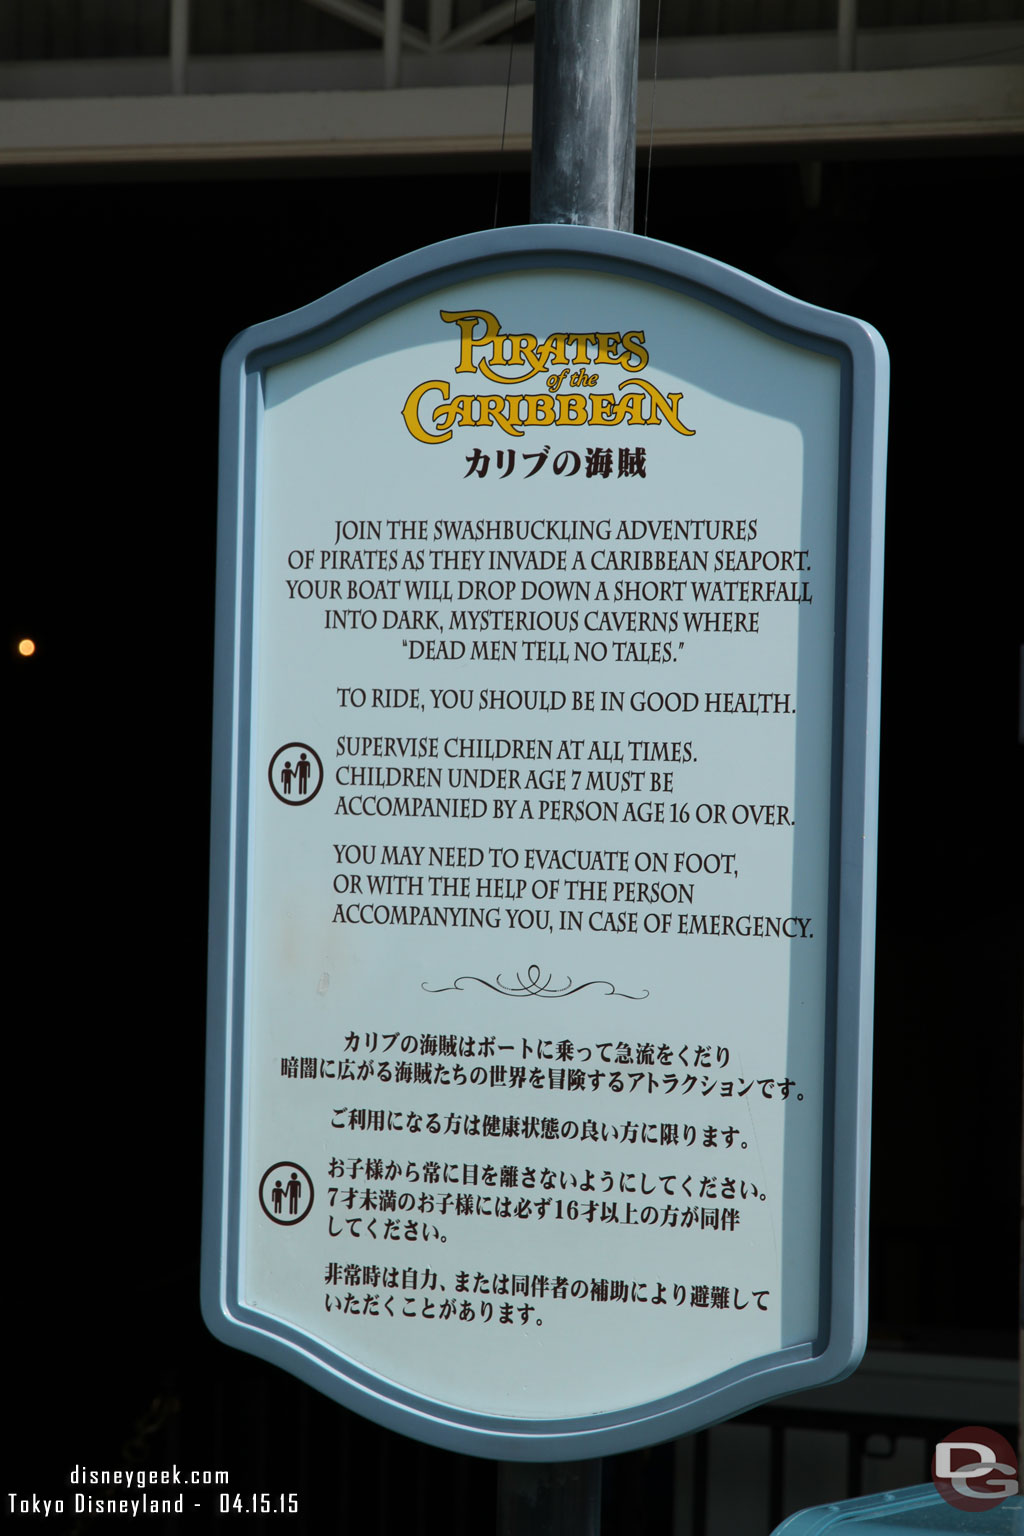 PIRATES
of the
CARIBBEAN
カリブの海賊
JOIN THE SWASHBUCKLING ADVENTURES
OF PIRATES AS THEY INVADE A CARIBBEAN SEAPORT.
YOUR BOAT WILL DROP DOWN A SHORT WATERFALL
INTO DARK, MYSTERIOUS CAVERNS WHERE
"DEAD MEN TELL NO TALES."
TO RIDE, YOU SHOULD BE IN GOOD HEALTH.
SUPERVISE CHILDREN AT ALL TIMES.
CHILDREN UNDER AGE 7 MUST BE
ACCOMPANIED BY A PERSON AGE 16 OR OVER.
YOU MAY NEED TO EVACUATE ON FOOT,
OR WITH THE HELP OF THE PERSON
ACCOMPANYING YOU, IN CASE OF EMERGENCY.
カリブの海賊はボートに乗って急流をくだり
暗闇に広がる海賊たちの世界を冒険するアトラクションです。
ご利用になる方は健康状態の良い方に限ります。
お子様から常に目を離さないようにしてください。
7才未満のお子様には必ず16才以上の方が同伴
してください。
非常時は自力、または同伴者の補助により避難して
いただくことがあります。
disneygeek.com
Tokyo Disneyland - 04.15.15
DG